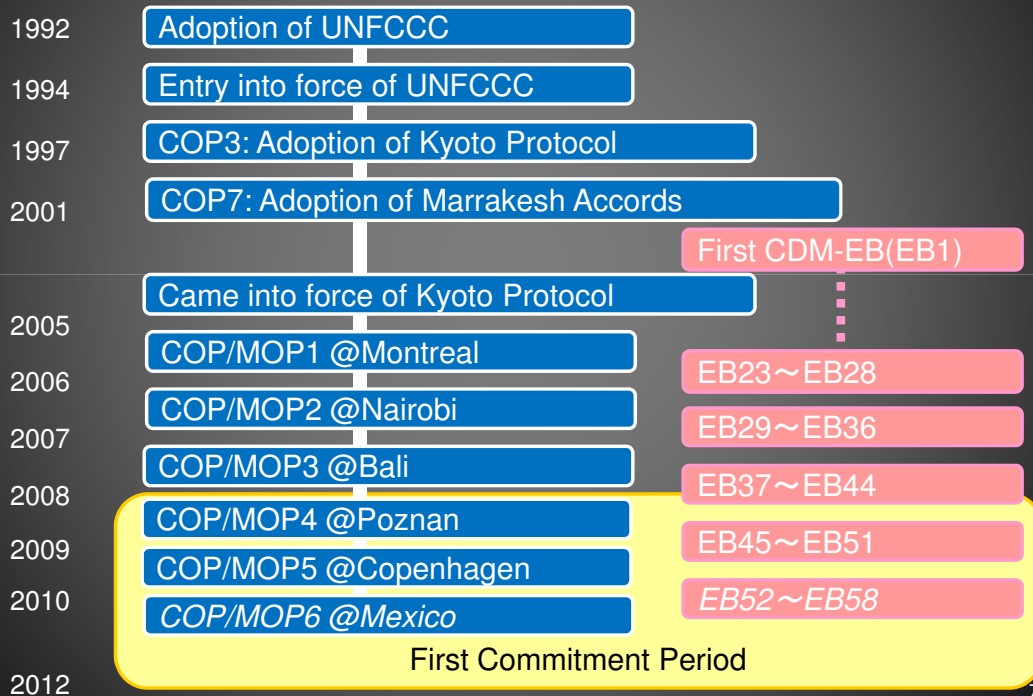 1992
Adoption of UNFCCC
1994
Entry into force of UNFCCC
1997
COP3: Adoption of Kyoto Protocol
2001
COP7: Adoption of Marrakesh Accords
First CDM-EB(EB1)
Came into force of Kyoto Protocol
2005
COP/MOP1 @Montreal
2006
EB23～EB28
COP/MOP2 @Nairobi
2007
EB29～EB36
COP/MOP3 @Bali
2008
EB37～EB44
COP/MOP4 @Poznan
2009
EB45～EB51
COP/MOP5 @Copenhagen
2010
EB52～EB58
COP/MOP6 @Mexico
First Commitment Period
2012